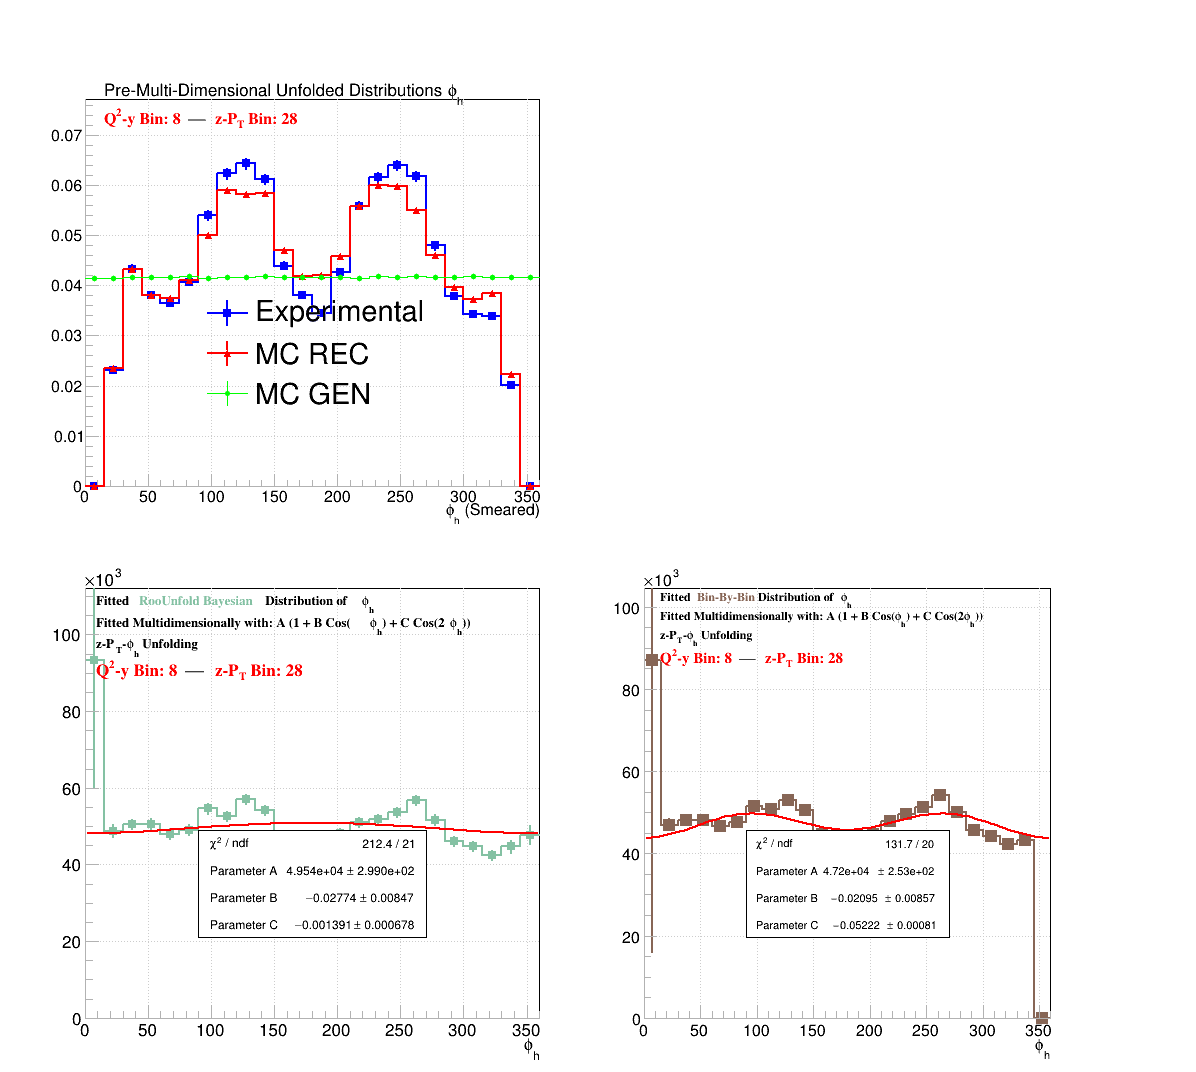 Pre-Multi-Dimensional Unfolded Distributions ϕh
Q²-y Bin: 8 — z-PT Bin: 28
0.07
0.06
0.05
0.04
0.03
0.02
0.01
0
Experimental
MC REC
MC GEN
0 50 100 150 200 250 300 350
ϕh (Smeared)
×10³
Fitted RooUnfold Bayesian Distribution of ϕh
Fitted Multidimensionally with: A (1 + B Cos( ϕh) + C Cos(2 ϕh))
z-PT-ϕh Unfolding
Q²-y Bin: 8 — z-PT Bin: 28
100
80
60
40
20
0
χ² / ndf 212.4 / 21
Parameter A 4.954e+04 ± 2.990e+02
Parameter B −0.02774 ± 0.00847
Parameter C −0.001391 ± 0.000678
0 50 100 150 200 250 300 350
ϕh
×10³
Fitted Bin-By-Bin Distribution of ϕh
Fitted Multidimensionally with: A (1 + B Cos(ϕh) + C Cos(2ϕh))
z-PT-ϕh Unfolding
Q²-y Bin: 8 — z-PT Bin: 28
100
80
60
40
20
0
χ² / ndf 131.7 / 20
Parameter A 4.72e+04 ± 2.53e+02
Parameter B −0.02095 ± 0.00857
Parameter C −0.05222 ± 0.00081
0 50 100 150 200 250 300 350
ϕh